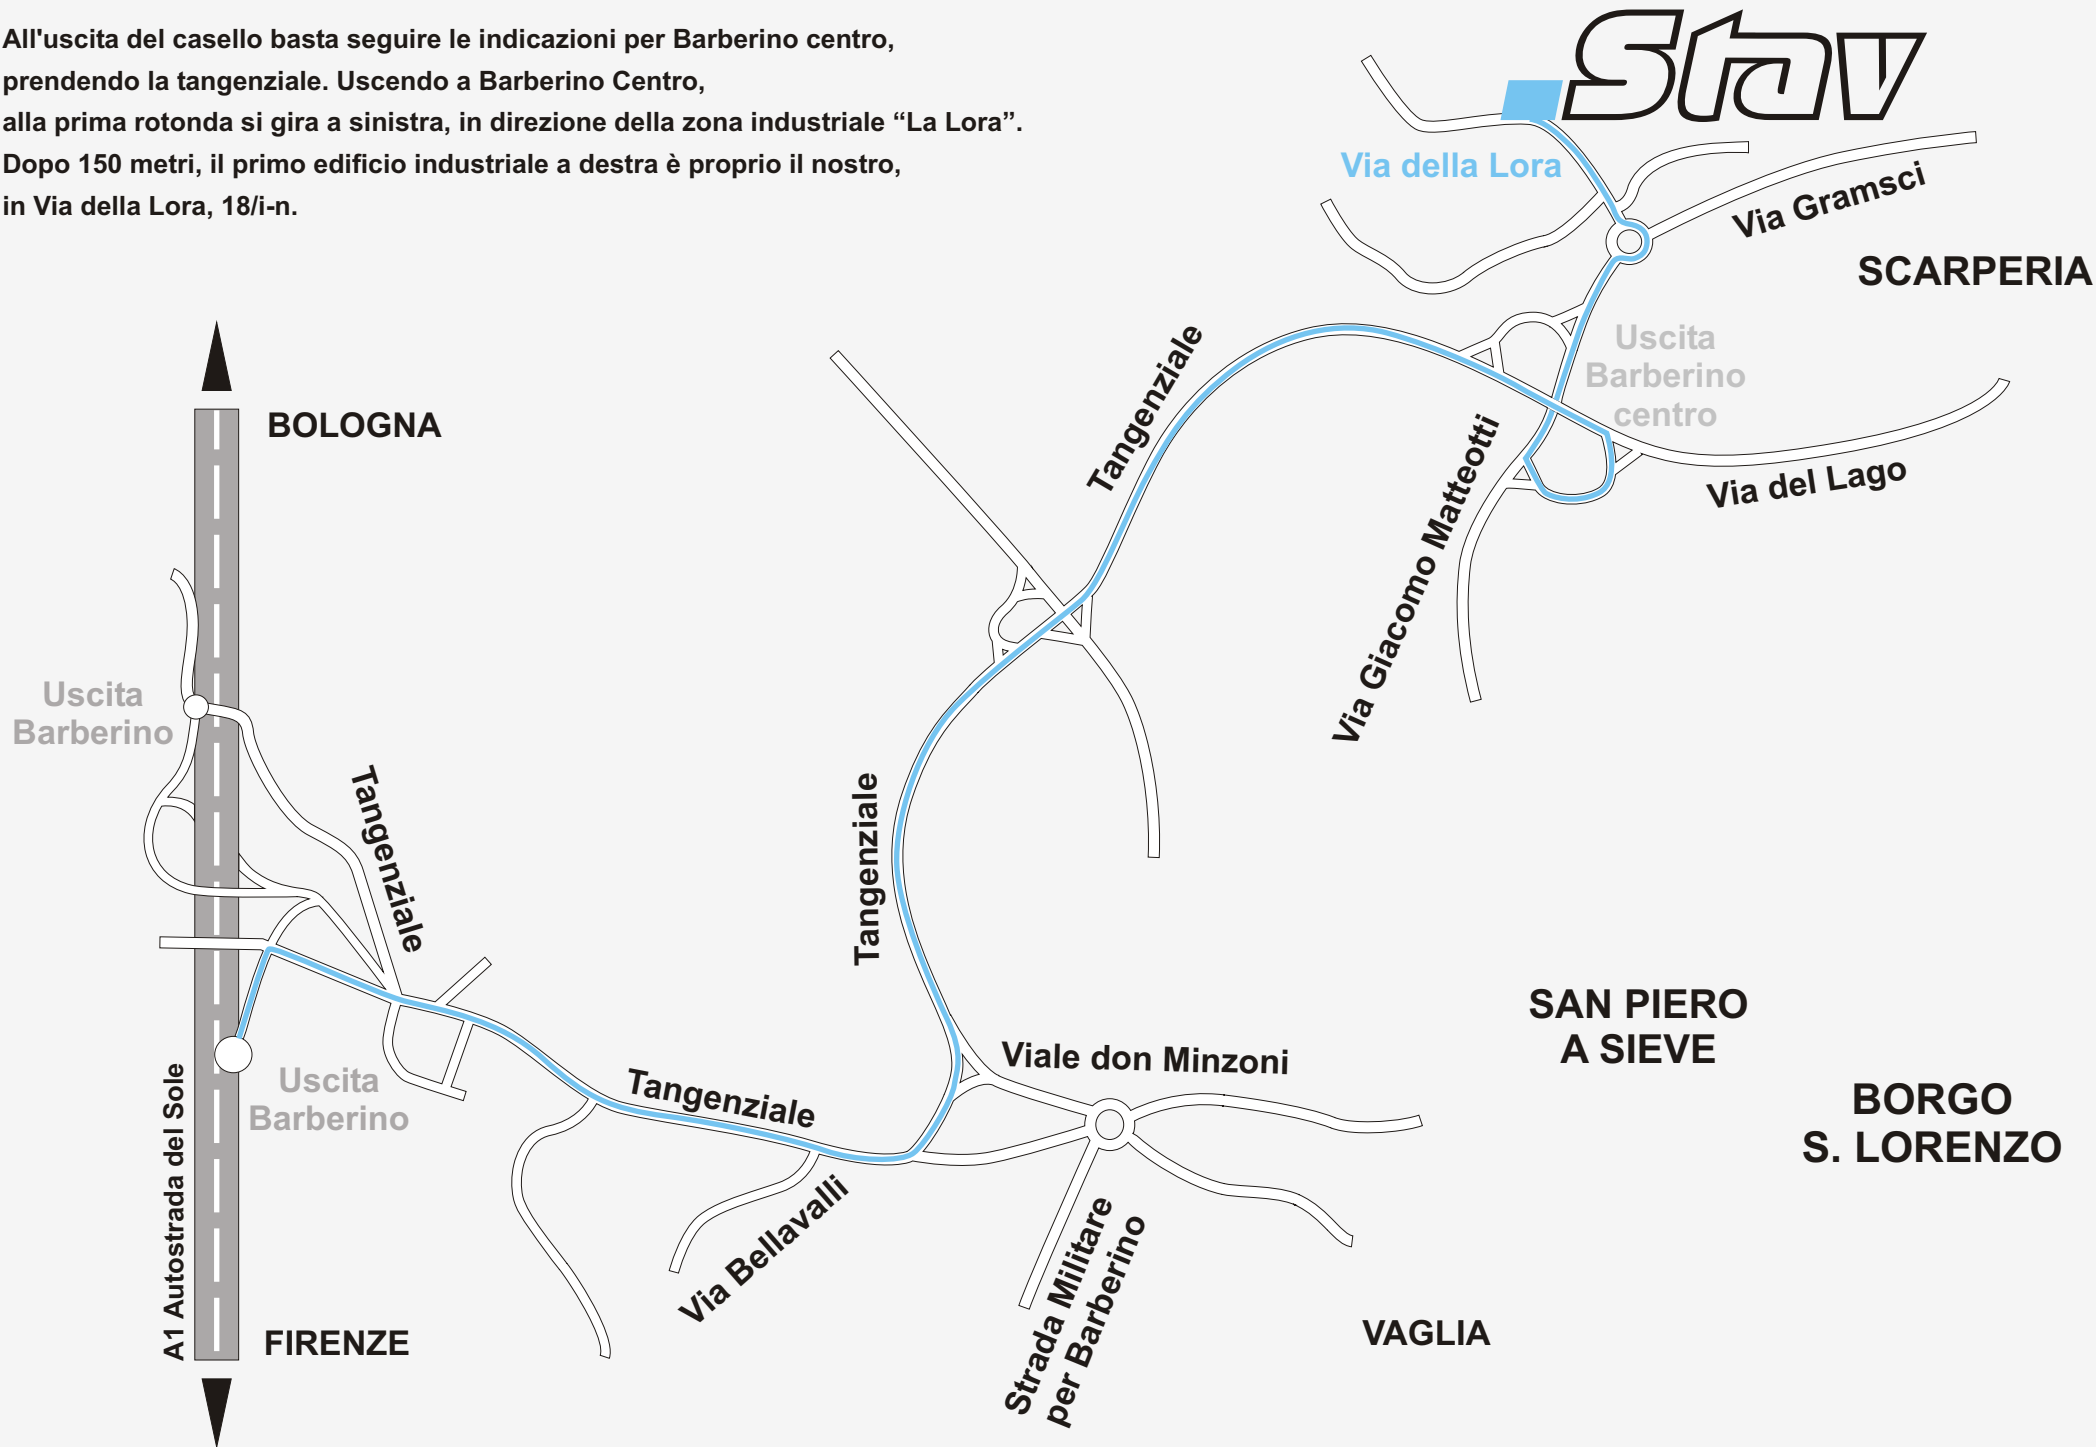 All'uscita del casello basta seguire le indicazioni per Barberino centro,
prendendo la tangenziale. Uscendo a Barberino Centro,
alla prima rotonda si gira a sinistra, in direzione della zona industriale “La Lora”.
Dopo 150 metri, il primo edificio industriale a destra è proprio il nostro,
in Via della Lora, 18/i-n.
Stav
Via della Lora
Via Gramsci
SCARPERIA
Uscita
Barberino
centro
Tangenziale
BOLOGNA
Via Giacomo Matteotti
Via del Lago
Uscita
Barberino
Tangenziale
Tangenziale
SAN PIERO
A SIEVE
Viale don Minzoni
Uscita
Barberino
Tangenziale
BORGO
S. LORENZO
A1 Autostrada del Sole
Via Bellavalli
Strada Militare
per Barberino
FIRENZE
VAGLIA